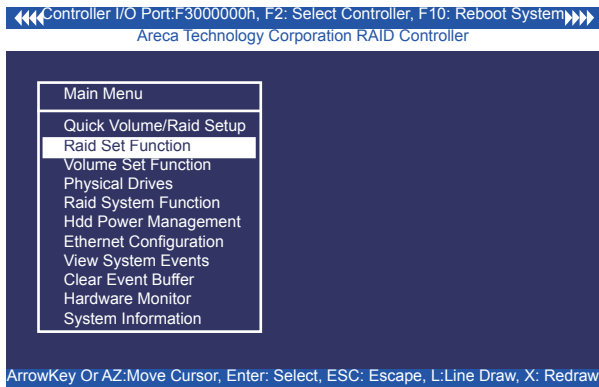 Controller I/O Port:F3000000h, F2: Select Controller, F10: Reboot System
Areca Technology Corporation RAID Controller
Main Menu
Quick Volume/Raid Setup
Raid Set Function
Volume Set Function
Physical Drives
Raid System Function
Hdd Power Management
Ethernet Configuration
View System Events
Clear Event Buffer
Hardware Monitor
System Information
ArrowKey Or AZ:Move Cursor, Enter: Select, ESC: Escape, L:Line Draw, X: Redraw